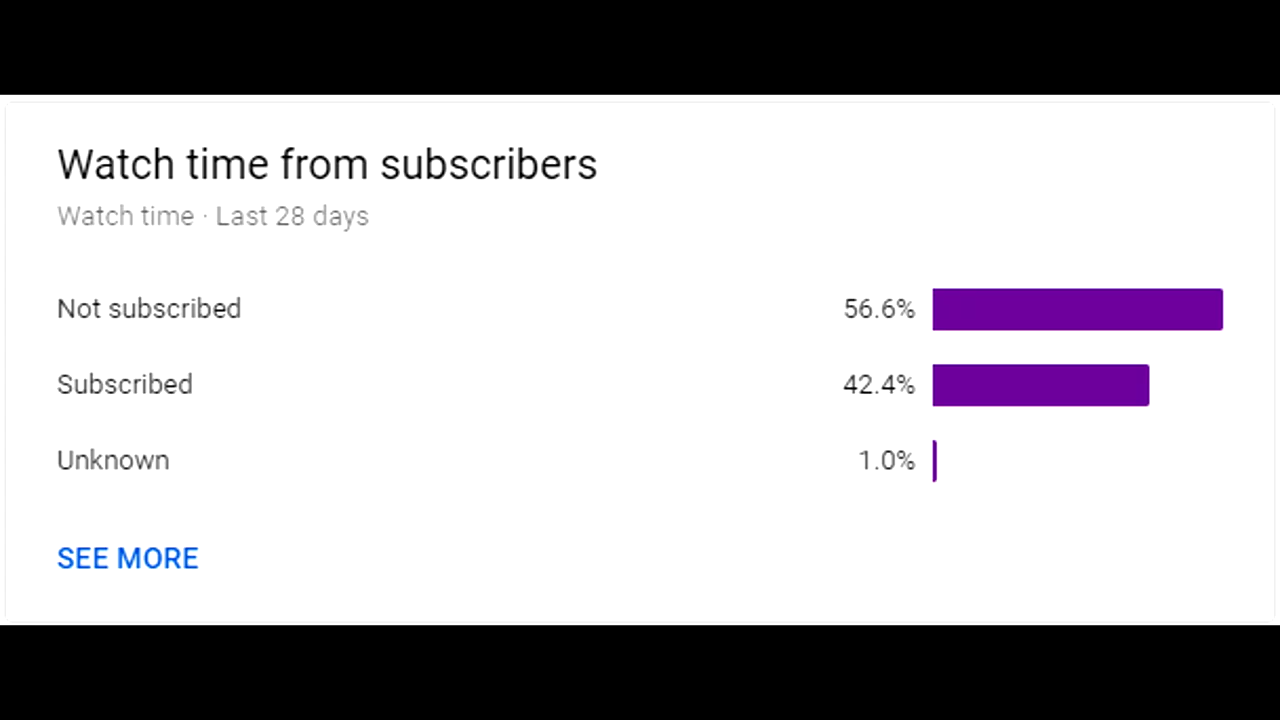 Watch time from subscribers
Watch time · Last 28 days
Not subscribed 56.6%
Subscribed 42.4%
Unknown 1.0%
SEE MORE